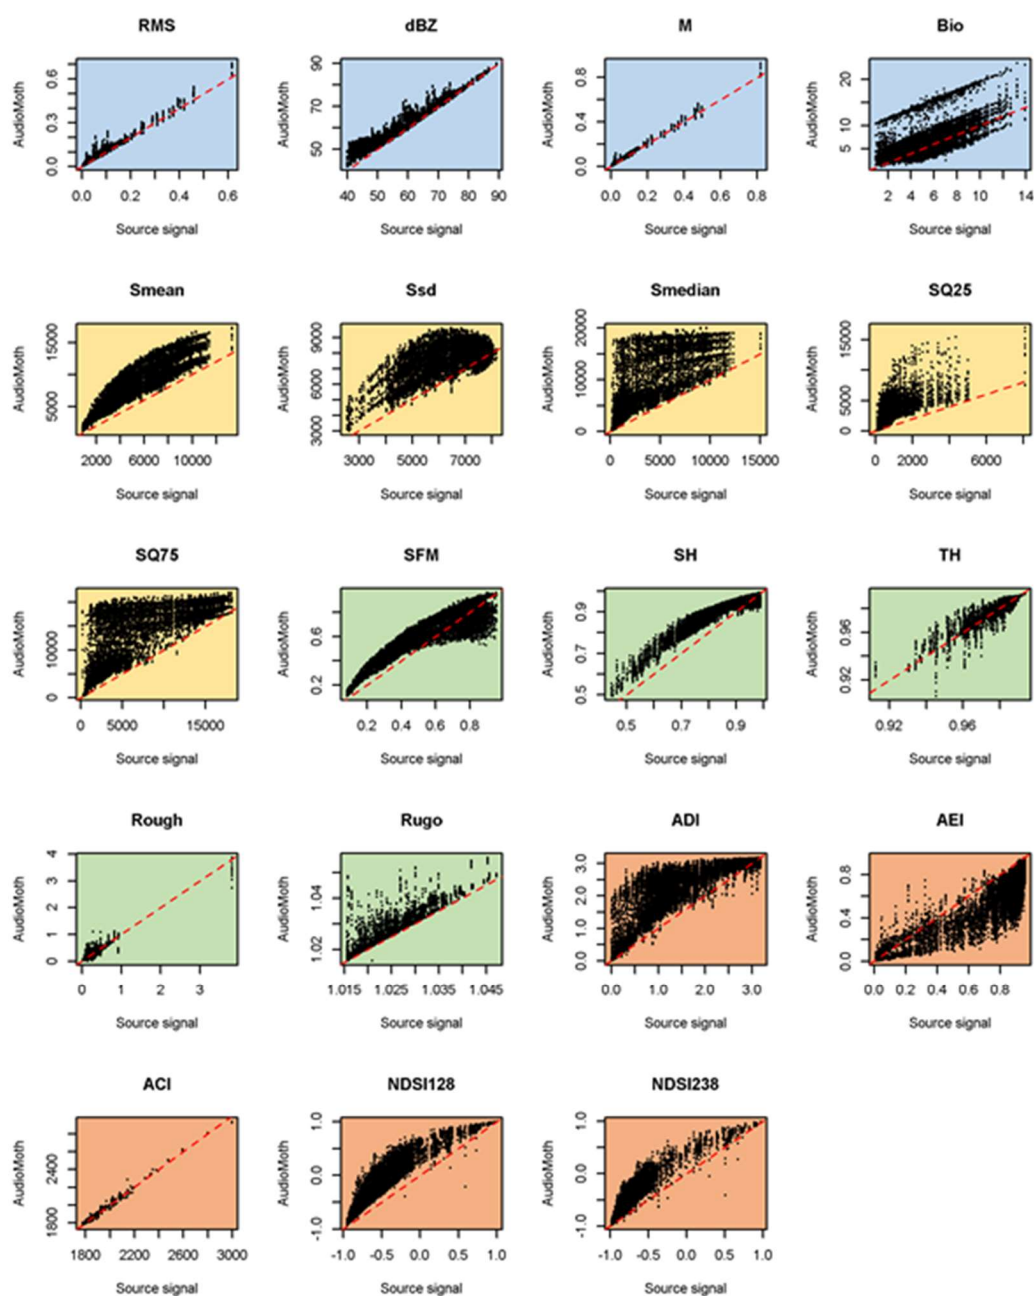 RMS dBZ M Bio
AudioMoth 0.0 0.3 0.6 AudioMoth 50 70 90 AudioMoth 0.0 0.4 0.8 AudioMoth 5 10 20
0.0 0.2 0.4 0.6 40 50 60 70 80 90 0.0 0.2 0.4 0.6 0.8 2 4 6 8 10 14
Source signal Source signal Source signal Source signal
Smean Ssd Smedian SQ25
AudioMoth 5000 15000 AudioMoth 3000 6000 9000 AudioMoth 0 10000 20000 AudioMoth 0 5000 15000
2000 6000 10000 3000 5000 7000 0 5000 10000 15000 0 2000 6000
Source signal Source signal Source signal Source signal
SQ75 SFM SH TH
AudioMoth 0 10000 AudioMoth 0.2 0.6 AudioMoth 0.5 0.7 0.9 AudioMoth 0.92 0.96
0 5000 15000 0.2 0.4 0.6 0.8 0.5 0.7 0.9 0.92 0.96
Source signal Source signal Source signal Source signal
Rough Rugo ADI AEI
AudioMoth 0 1 2 3 4 AudioMoth 1.02 1.04 AudioMoth 0.0 1.0 2.0 3.0 AudioMoth 0.0 0.4 0.8
0 1 2 3 1.015 1.025 1.035 1.045 0.0 1.0 2.0 3.0 0.0 0.2 0.4 0.6 0.8
Source signal Source signal Source signal Source signal
ACI NDSI128 NDSI238
AudioMoth 1800 2400 AudioMoth -1.0 0.0 1.0 AudioMoth -1.0 0.0 1.0
1800 2200 2600 3000 -1.0 -0.5 0.0 0.5 1.0 -1.0 -0.5 0.0 0.5 1.0
Source signal Source signal Source signal